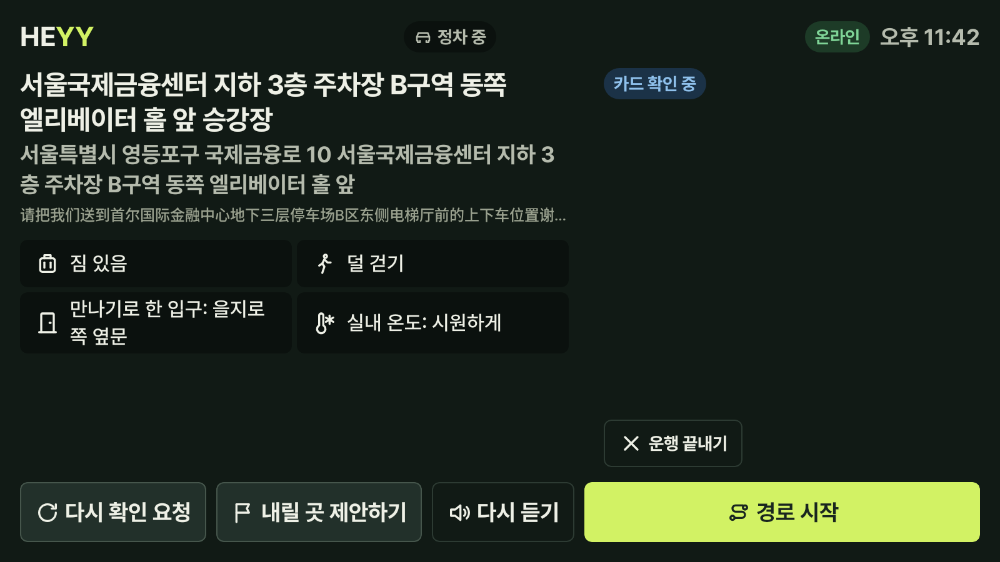 HEYY
정차 중
온라인
오후 11:42
서울국제금융센터 지하 3층 주차장 B구역 동쪽
엘리베이터 홀 앞 승강장
카드 확인 중
서울특별시 영등포구 국제금융로 10 서울국제금융센터 지하 3
층 주차장 B구역 동쪽 엘리베이터 홀 앞
请把我们送到首尔国际金融中心地下三层停车场B区东侧电梯厅前的上下车位置谢...
짐 있음
덜 걷기
만나기로 한 입구: 을지로
쪽 옆문
실내 온도: 시원하게
운행 끝내기
다시 확인 요청
내릴 곳 제안하기
다시 듣기
경로 시작